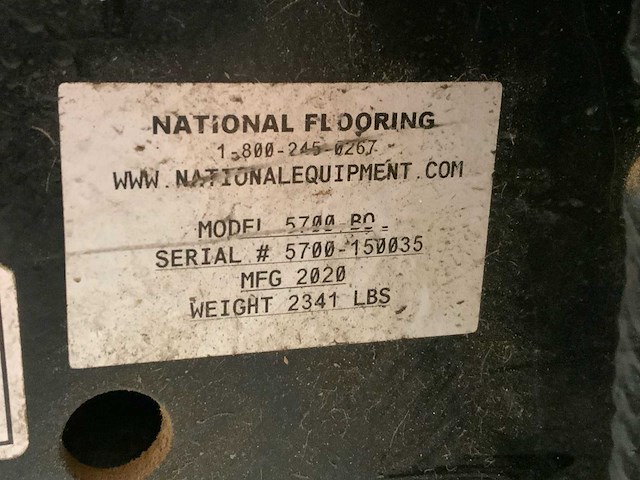 NATIONAL FLOORING
1-800-245-0267
WWW.NATIONALEQUIPMENT.COM
MODEL 5700
SERIAL # 5700-150035
MFG 2020
WEIGHT 2341 LBS